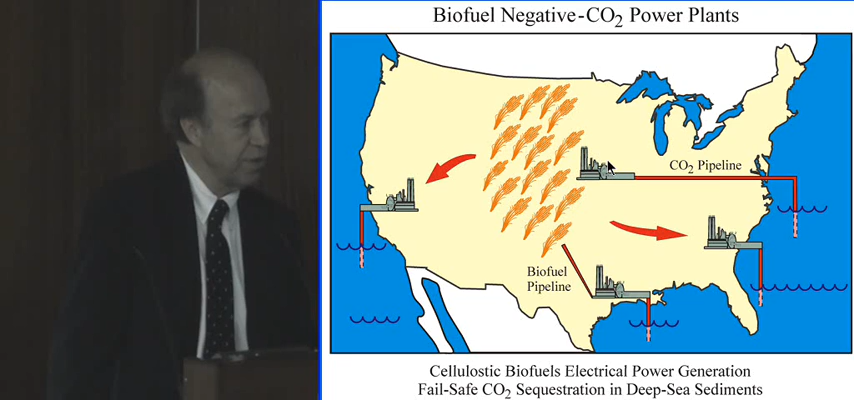 Biofuel Negative-CO₂ Power Plants
CO₂ Pipeline
Biofuel
Pipeline
Cellulostic Biofuels Electrical Power Generation
Fail-Safe CO₂ Sequestration in Deep-Sea Sediments